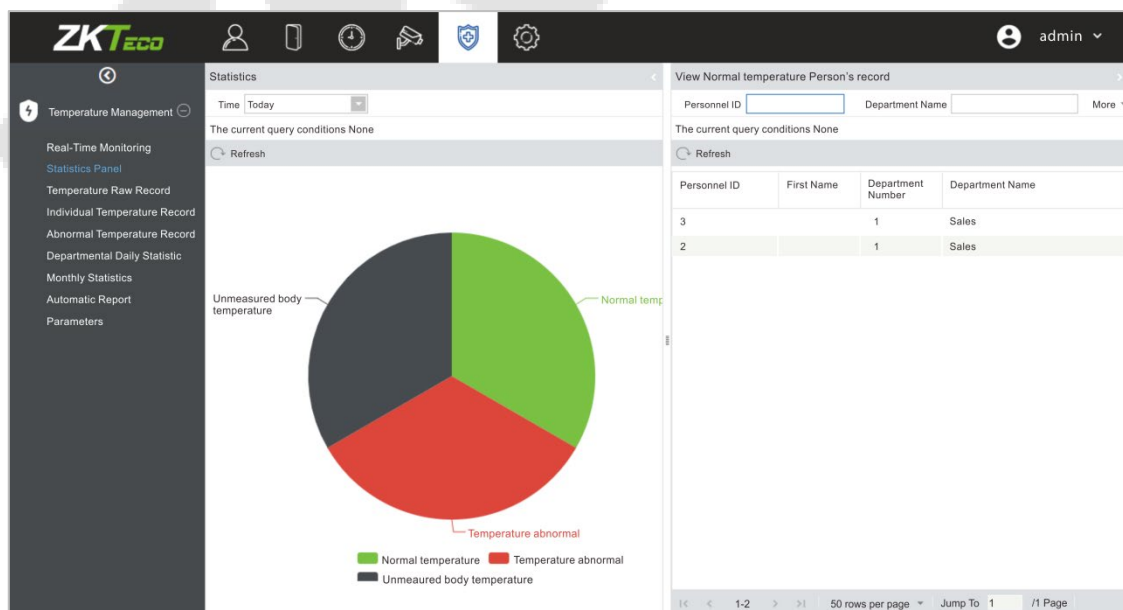 ZKTeco
admin
Temperature Management
Real-Time Monitoring
Statistics Panel
Temperature Raw Record
Individual Temperature Record
Abnormal Temperature Record
Departmental Daily Statistic
Monthly Statistics
Automatic Report
Parameters
Statistics
Time Today
The current query conditions None
Refresh
Unmeasured body
temperature
Normal temp
Temperature abnormal
Normal temperature Temperature abnormal
Unmeaured body temperature
View Normal temperature Person's record
Personnel ID Department Name More
The current query conditions None
Refresh
Personnel ID First Name Department Number Department Name
3 1 Sales
2 1 Sales
1-2 50 rows per page Jump To 1 /1 Page